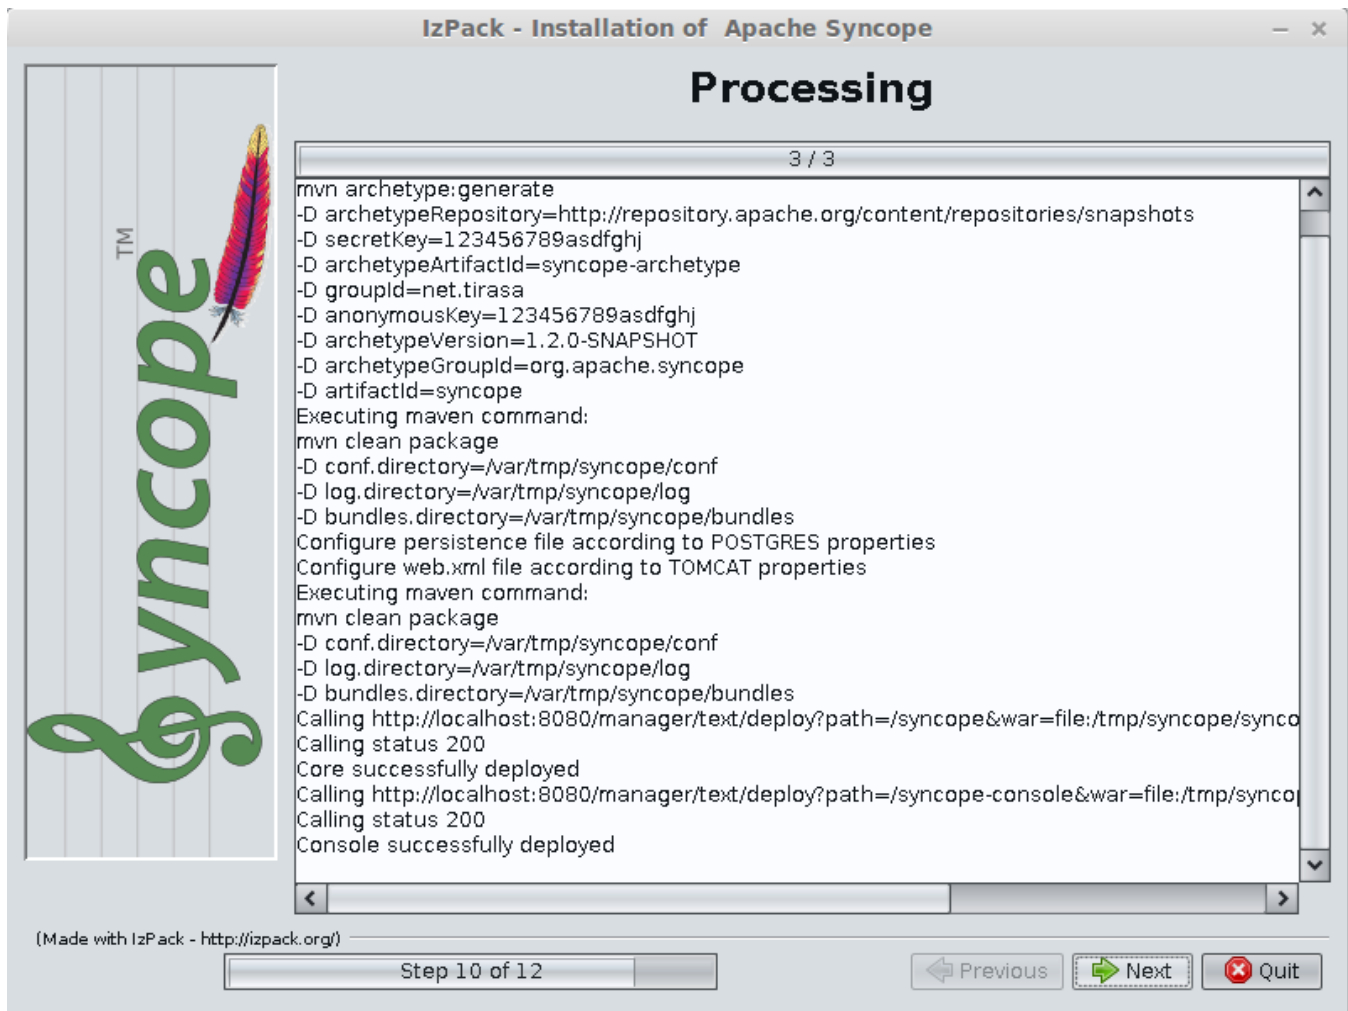 IzPack - Installation of  Apache Syncope
Processing
3 / 3
mvn archetype:generate
-D archetypeRepository=http://repository.apache.org/content/repositories/snapshots
-D secretKey=123456789asdfghj
-D archetypeArtifactId=syncope-archetype
-D groupId=net.tirasa
-D anonymousKey=123456789asdfghj
-D archetypeVersion=1.2.0-SNAPSHOT
-D archetypeGroupId=org.apache.syncope
-D artifactId=syncope
Executing maven command:
mvn clean package
-D conf.directory=/var/tmp/syncope/conf
-D log.directory=/var/tmp/syncope/log
-D bundles.directory=/var/tmp/syncope/bundles
Configure persistence file according to POSTGRES properties
Configure web.xml file according to TOMCAT properties
Executing maven command:
mvn clean package
-D conf.directory=/var/tmp/syncope/conf
-D log.directory=/var/tmp/syncope/log
-D bundles.directory=/var/tmp/syncope/bundles
Calling http://localhost:8080/manager/text/deploy?path=/syncope&war=file:/tmp/syncope/synco
Calling status 200
Core successfully deployed
Calling http://localhost:8080/manager/text/deploy?path=/syncope-console&war=file:/tmp/synco
Calling status 200
Console successfully deployed
Syncope™
(Made with IzPack - http://izpack.org/)
Step 10 of 12
Previous
Next
Quit